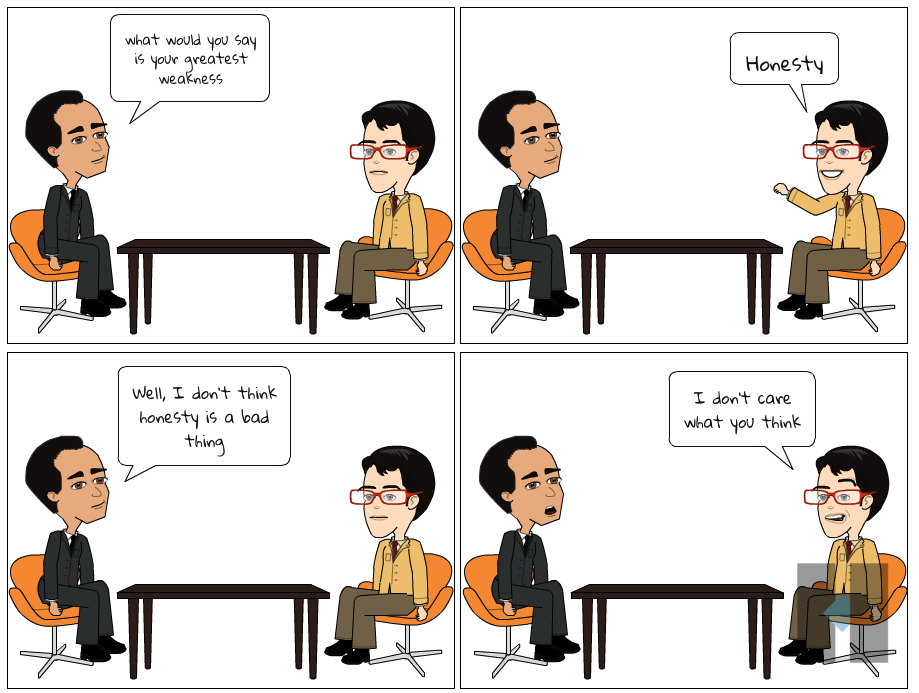 what would you say
is your greatest
weakness
Honesty
Well, I don't think
honesty is a bad
thing
I don't care
what you think